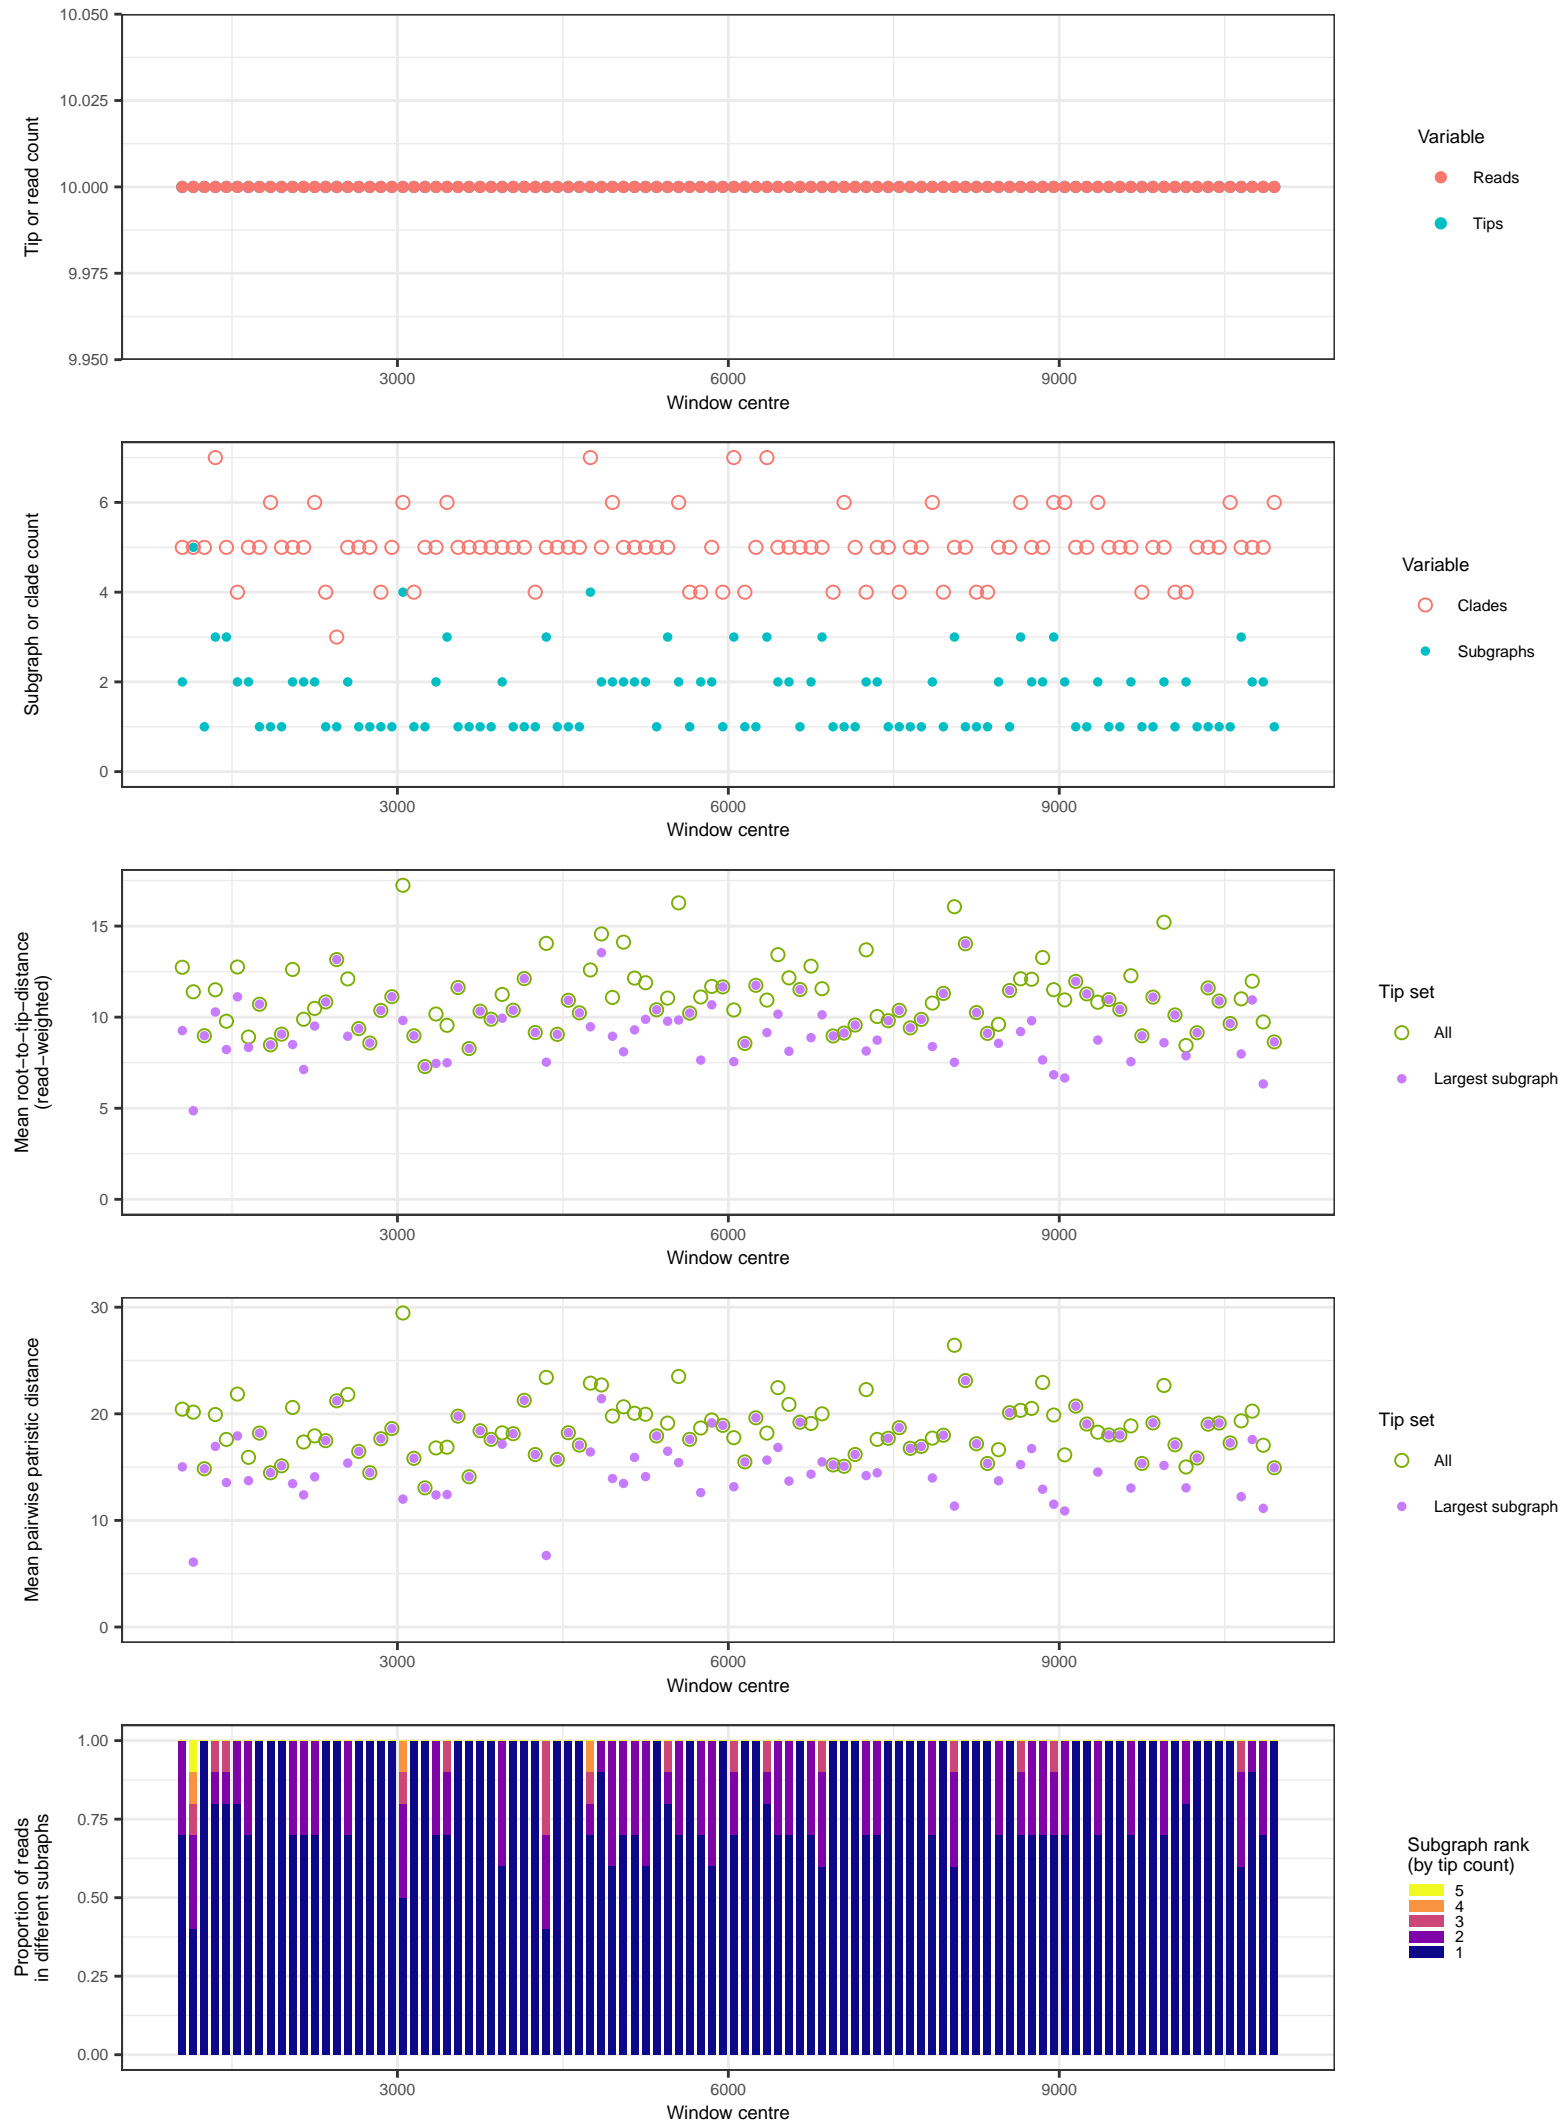 10.050
10.025
10.000
9.975
9.950
Tip or read count
3000
6000
9000
Window centre
Variable
Reads
Tips
6
4
2
0
Subgraph or clade count
3000
6000
9000
Window centre
Variable
Clades
Subgraphs
15
10
5
0
Mean root−to−tip−distance
(read−weighted)
3000
6000
9000
Window centre
Tip set
All
Largest subgraph
30
20
10
0
Mean pairwise patristic distance
3000
6000
9000
Window centre
Tip set
All
Largest subgraph
1.00
0.75
0.50
0.25
0.00
Proportion of reads
in different subraphs
3000
6000
9000
Window centre
Subgraph rank
(by tip count)
5
4
3
2
1